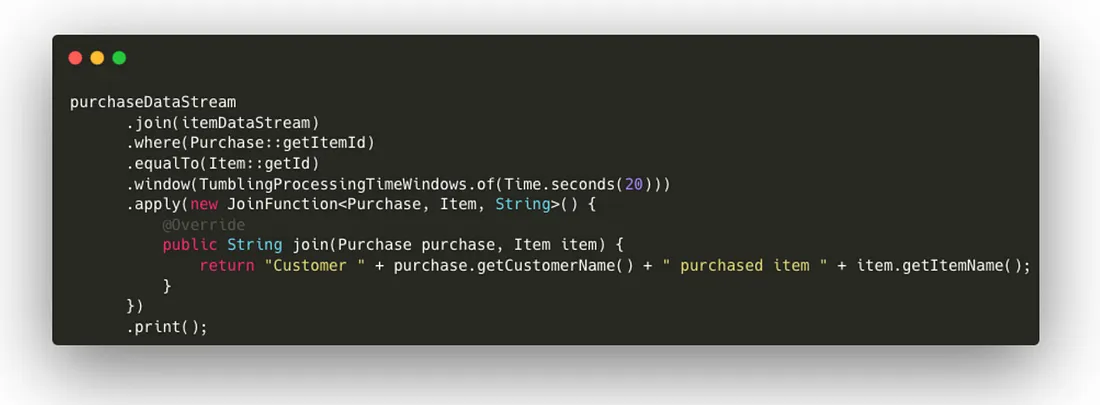 purchaseDataStream
.join(itemDataStream)
.where(Purchase::getItemId)
.equalTo(Item::getId)
.window(TumblingProcessingTimeWindows.of(Time.seconds(20)))
.apply(new JoinFunction<Purchase, Item, String>() {
@Override
public String join(Purchase purchase, Item item) {
return "Customer " + purchase.getCustomerName() + " purchased item " + item.getItemName();
}
})
.print();